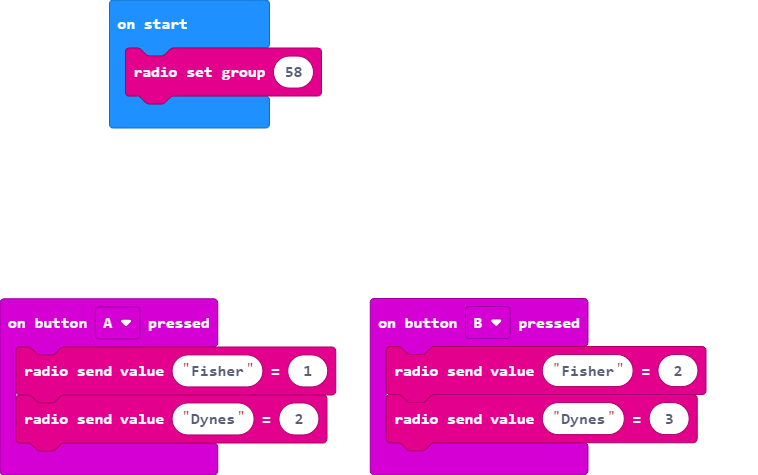 on start
radio set group 58
on button A pressed
radio send value "Fisher" = 1
radio send value "Dynes" = 2
on button B pressed
radio send value "Fisher" = 2
radio send value "Dynes" = 3